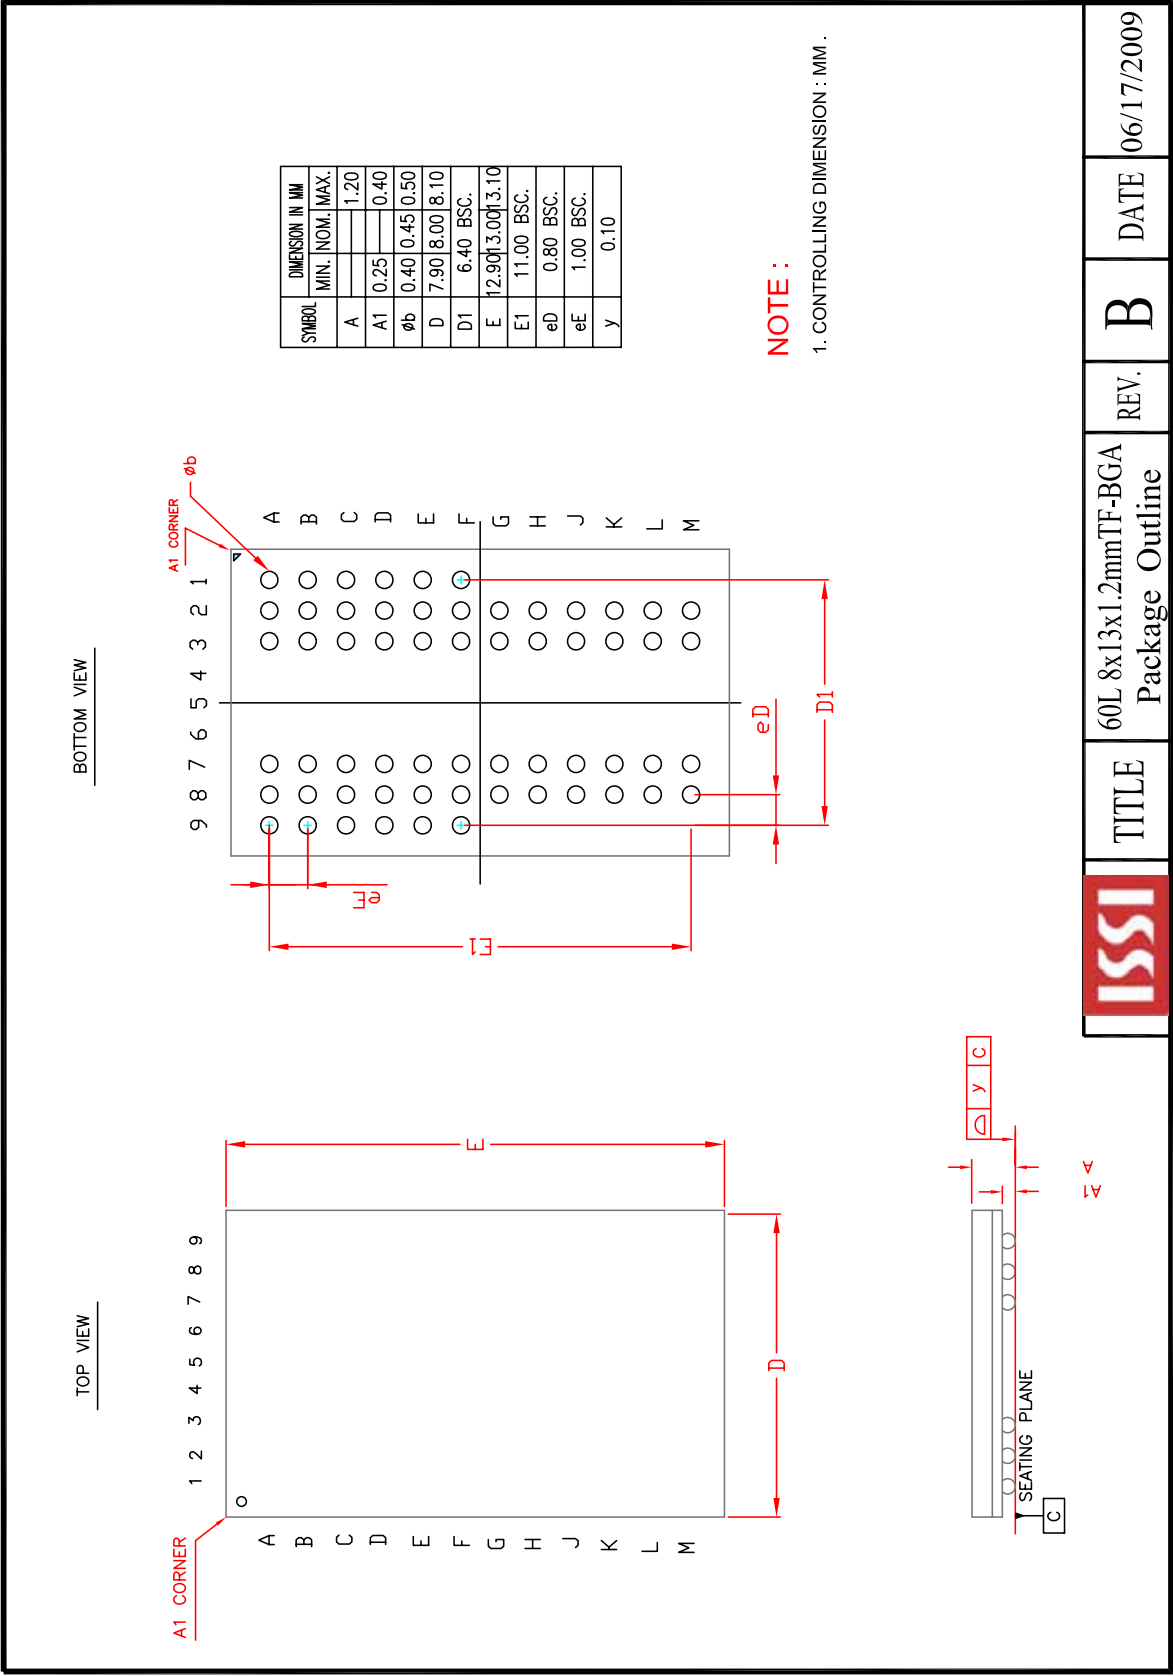 TOP VIEW
BOTTOM VIEW
A1 CORNER
1 2 3 4 5 6 7 8 9
A
B
C
D
E
F
G
H
J
K
L
M
E
D
9 8 7 6 5 4 3 2 1
A1 CORNER
øb
A
B
C
D
E
F
G
H
J
K
L
M
eE
E1
eD
D1
SYMBOL DIMENSION IN MM
MIN. NOM. MAX.
A 1.20
A1 0.25 0.40
øb 0.40 0.45 0.50
D 7.90 8.00 8.10
D1 6.40 BSC.
E 12.90 13.00 13.10
E1 11.00 BSC.
eD 0.80 BSC.
eE 1.00 BSC.
y 0.10
NOTE :
1. CONTROLLING DIMENSION : MM .
y C
A
A1
SEATING PLANE
C
ISSI
TITLE
60L 8x13x1.2mmTF-BGA
Package Outline
REV.
B
DATE
06/17/2009